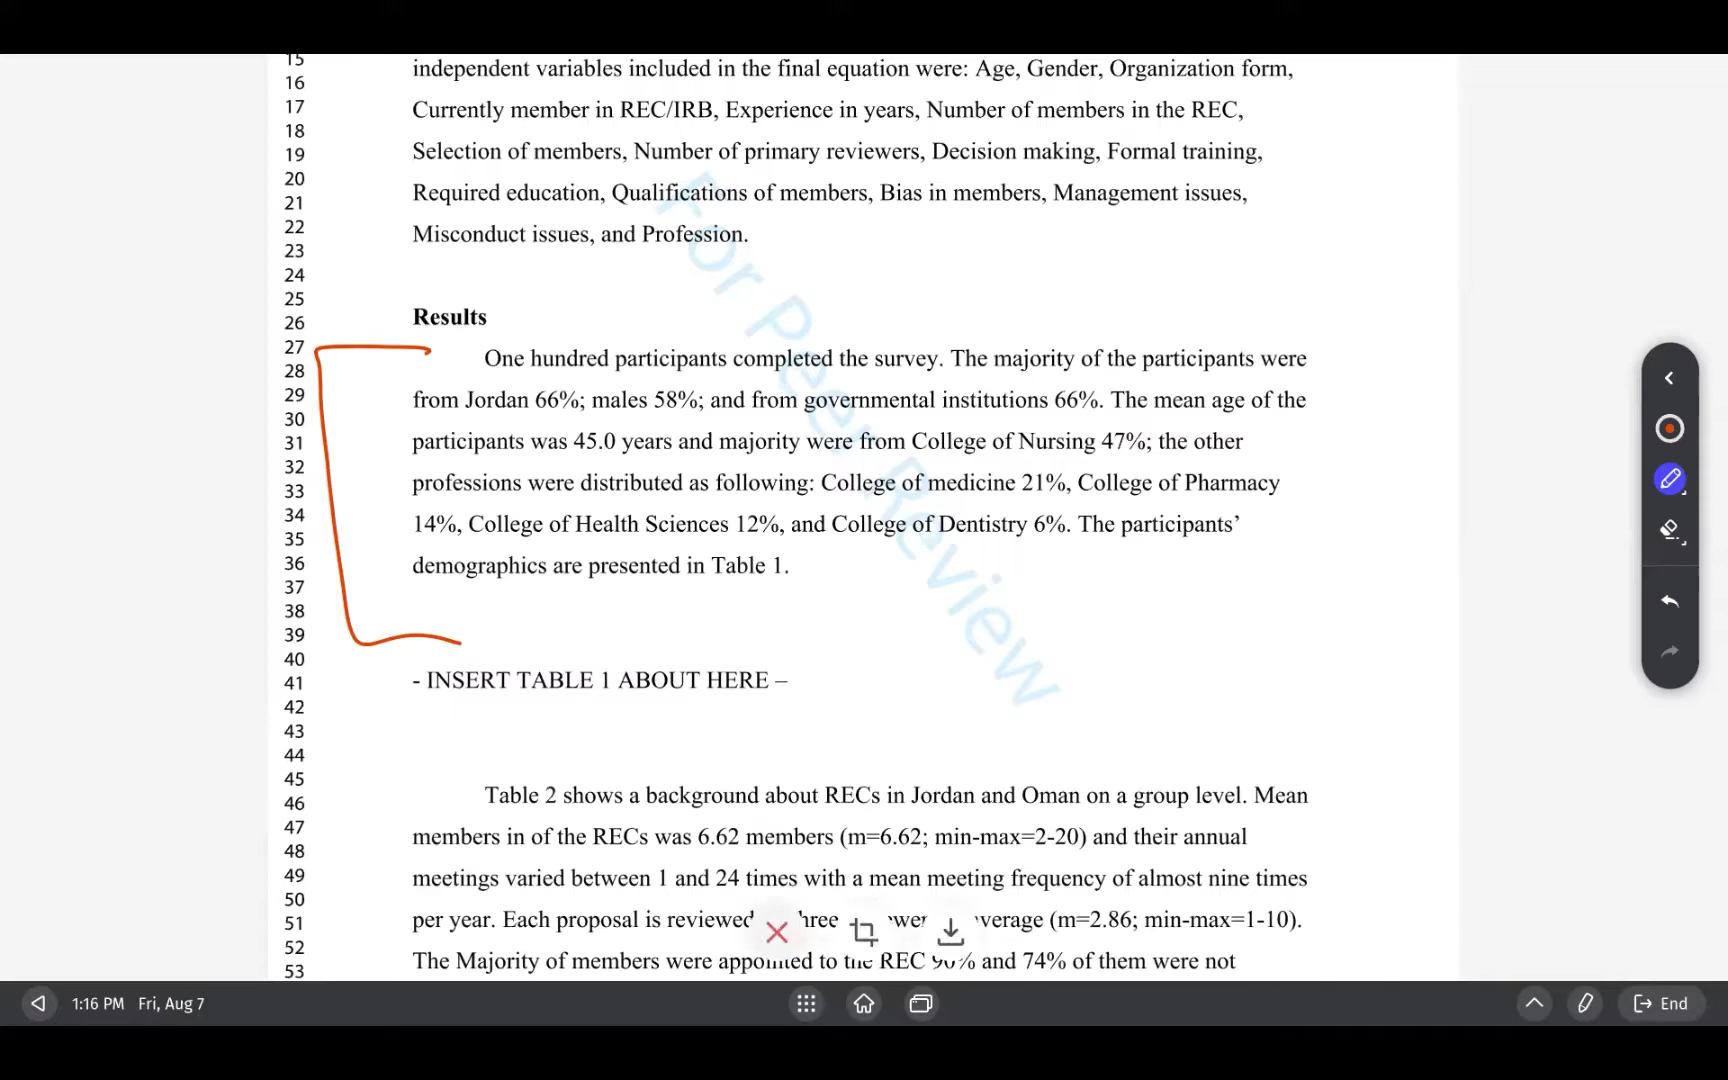 15
independent variables included in the final equation were: Age, Gender, Organization form,
16
17
Currently member in REC/IRB, Experience in years, Number of members in the REC,
18
19
Selection of members, Number of primary reviewers, Decision making, Formal training,
20
21
Required education, Qualifications of members, Bias in members, Management issues,
22
23
Misconduct issues, and Profession.
24
25
26
Results
27
28
One hundred participants completed the survey. The majority of the participants were
29
from Jordan 66%; males 58%; and from governmental institutions 66%. The mean age of the
30
31
participants was 45.0 years and majority were from College of Nursing 47%; the other
32
33
professions were distributed as following: College of medicine 21%, College of Pharmacy
34
35
14%, College of Health Sciences 12%, and College of Dentistry 6%. The participants’
36
demographics are presented in Table 1.
37
38
39
40
41
- INSERT TABLE 1 ABOUT HERE –
42
43
44
45
46
Table 2 shows a background about RECs in Jordan and Oman on a group level. Mean
47
48
members in of the RECs was 6.62 members (m=6.62; min-max=2-20) and their annual
49
meetings varied between 1 and 24 times with a mean meeting frequency of almost nine times
50
51
per year. Each proposal is reviewed three average (m=2.86; min-max=1-10).
52
53
The Majority of members were appointed to the REC 90% and 74% of them were not
For Peer Review
1:16 PM Fri, Aug 7
End